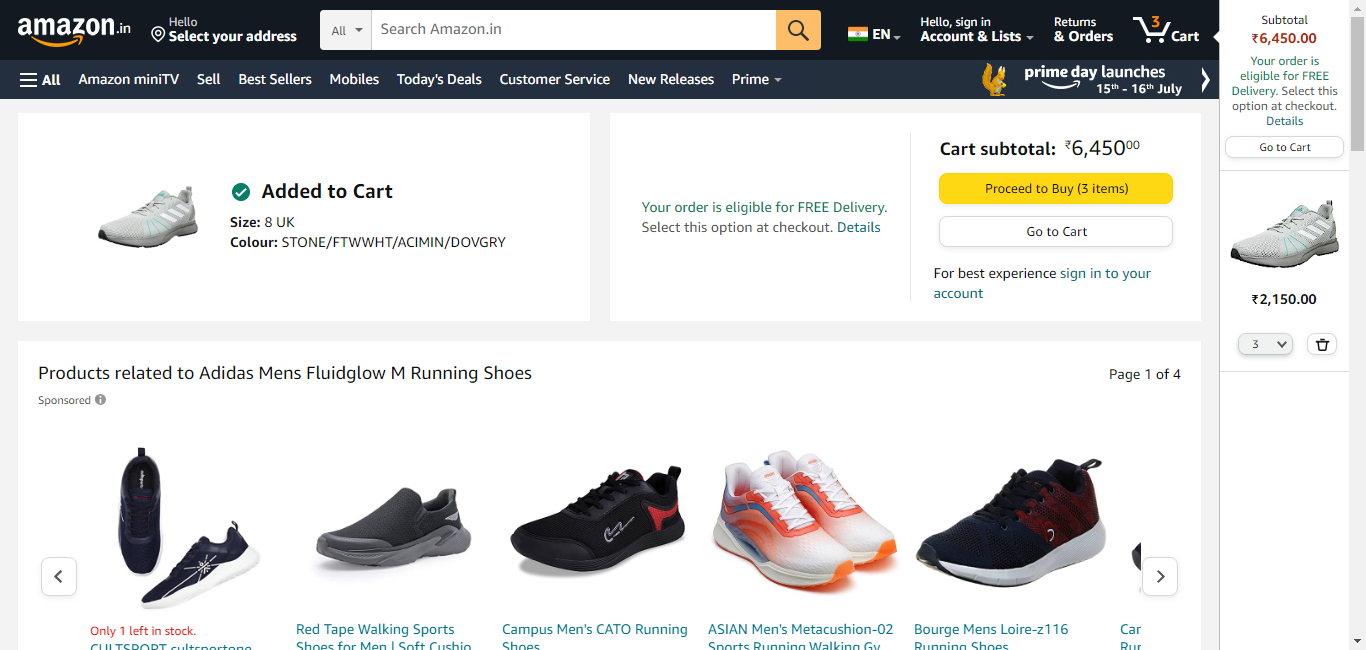 amazon.in
Hello
Select your address
All
Search Amazon.in
EN
Hello, sign in
Account & Lists
Returns
& Orders
3
Cart
All
Amazon miniTV
Sell
Best Sellers
Mobiles
Today's Deals
Customer Service
New Releases
Prime
prime day launches
15th - 16th July
Subtotal
₹6,450.00
Your order is
eligible for FREE
Delivery. Select this
option at checkout.
Details
Go to Cart
₹2,150.00
3
Added to Cart
Size: 8 UK
Colour: STONE/FTWWHT/ACIMIN/DOVGRY
Your order is eligible for FREE Delivery.
Select this option at checkout. Details
Cart subtotal: ₹6,45000
Proceed to Buy (3 items)
Go to Cart
For best experience sign in to your
account
Products related to Adidas Mens Fluidglow M Running Shoes
Page 1 of 4
Sponsored
Only 1 left in stock.
CULTSPORT cultsportone
Red Tape Walking Sports
Shoes for Men | Soft Cushio
Campus Men's CATO Running
Shoes
ASIAN Men's Metacushion-02
Sports Running Walking Gy
Bourge Mens Loire-z116
Running Shoes
Car
Rur